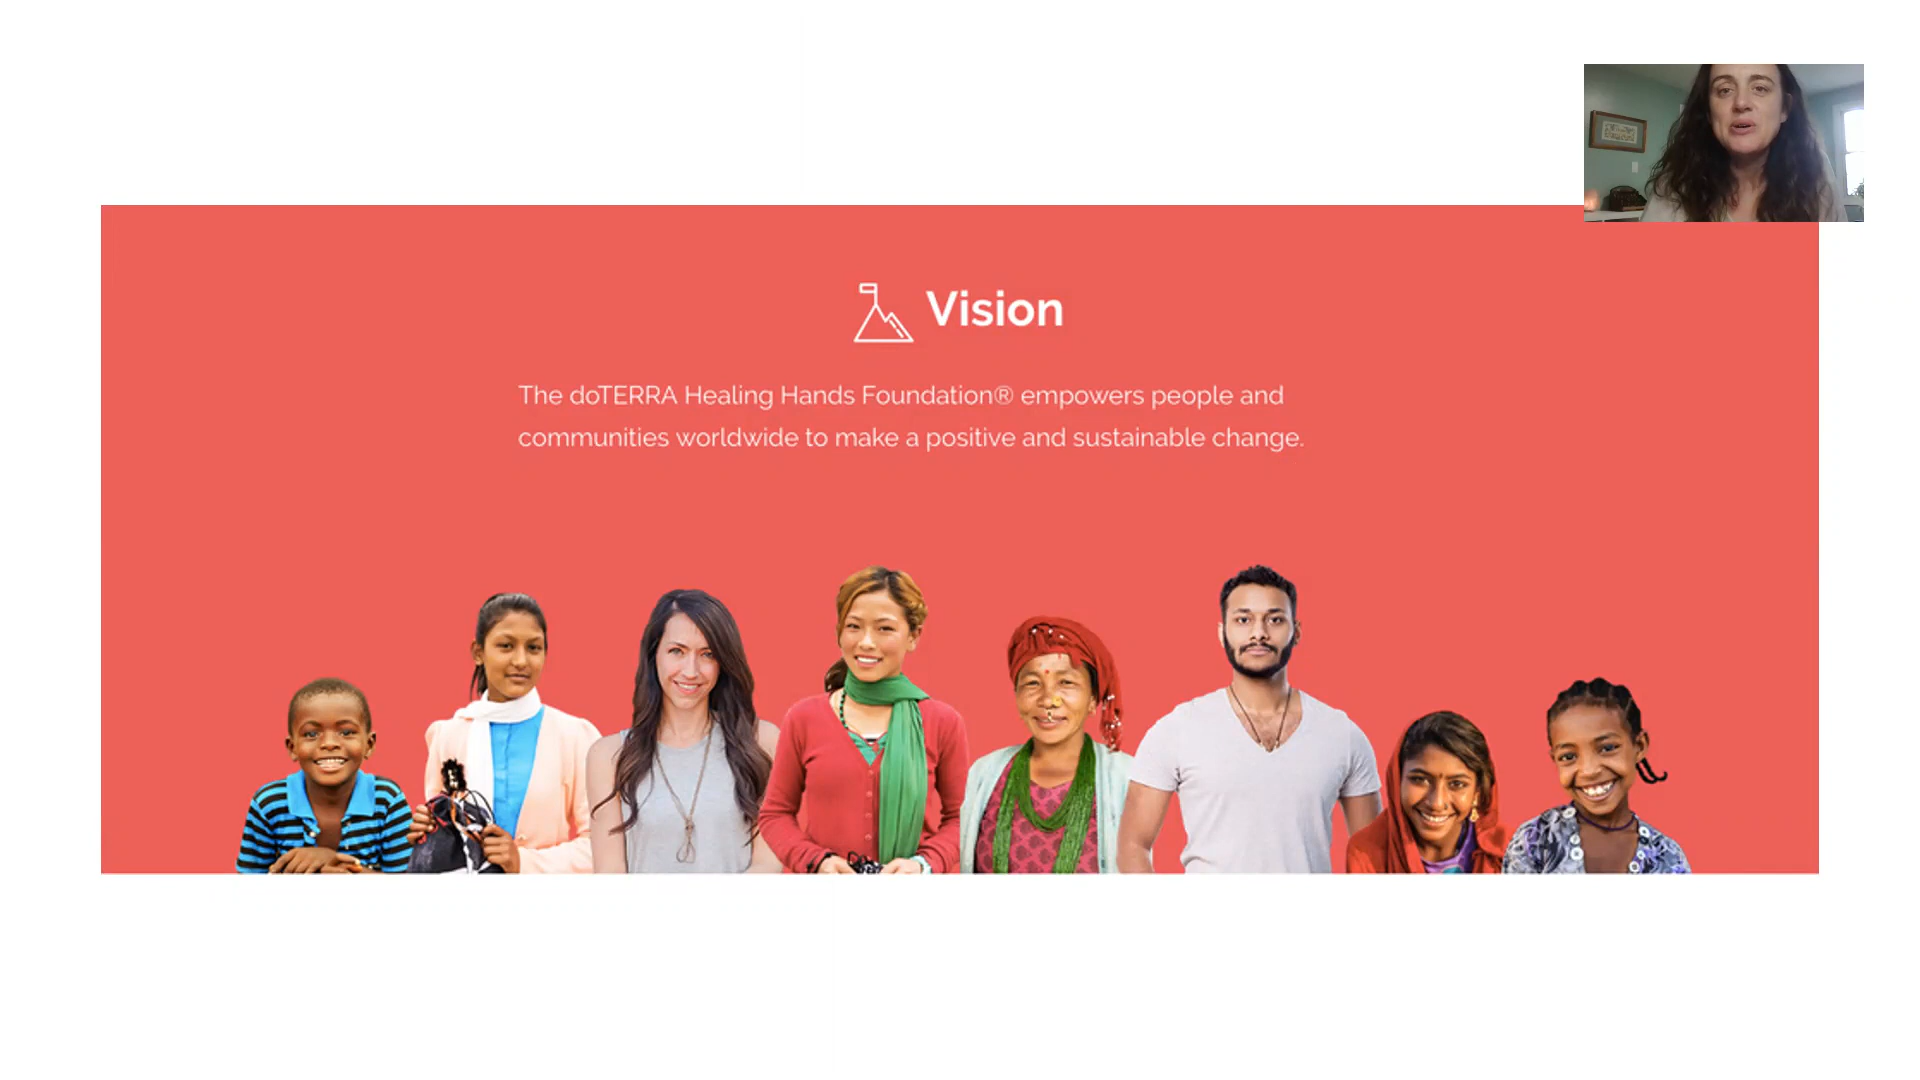 Vision
The doTERRA Healing Hands Foundation® empowers people and
communities worldwide to make a positive and sustainable change.